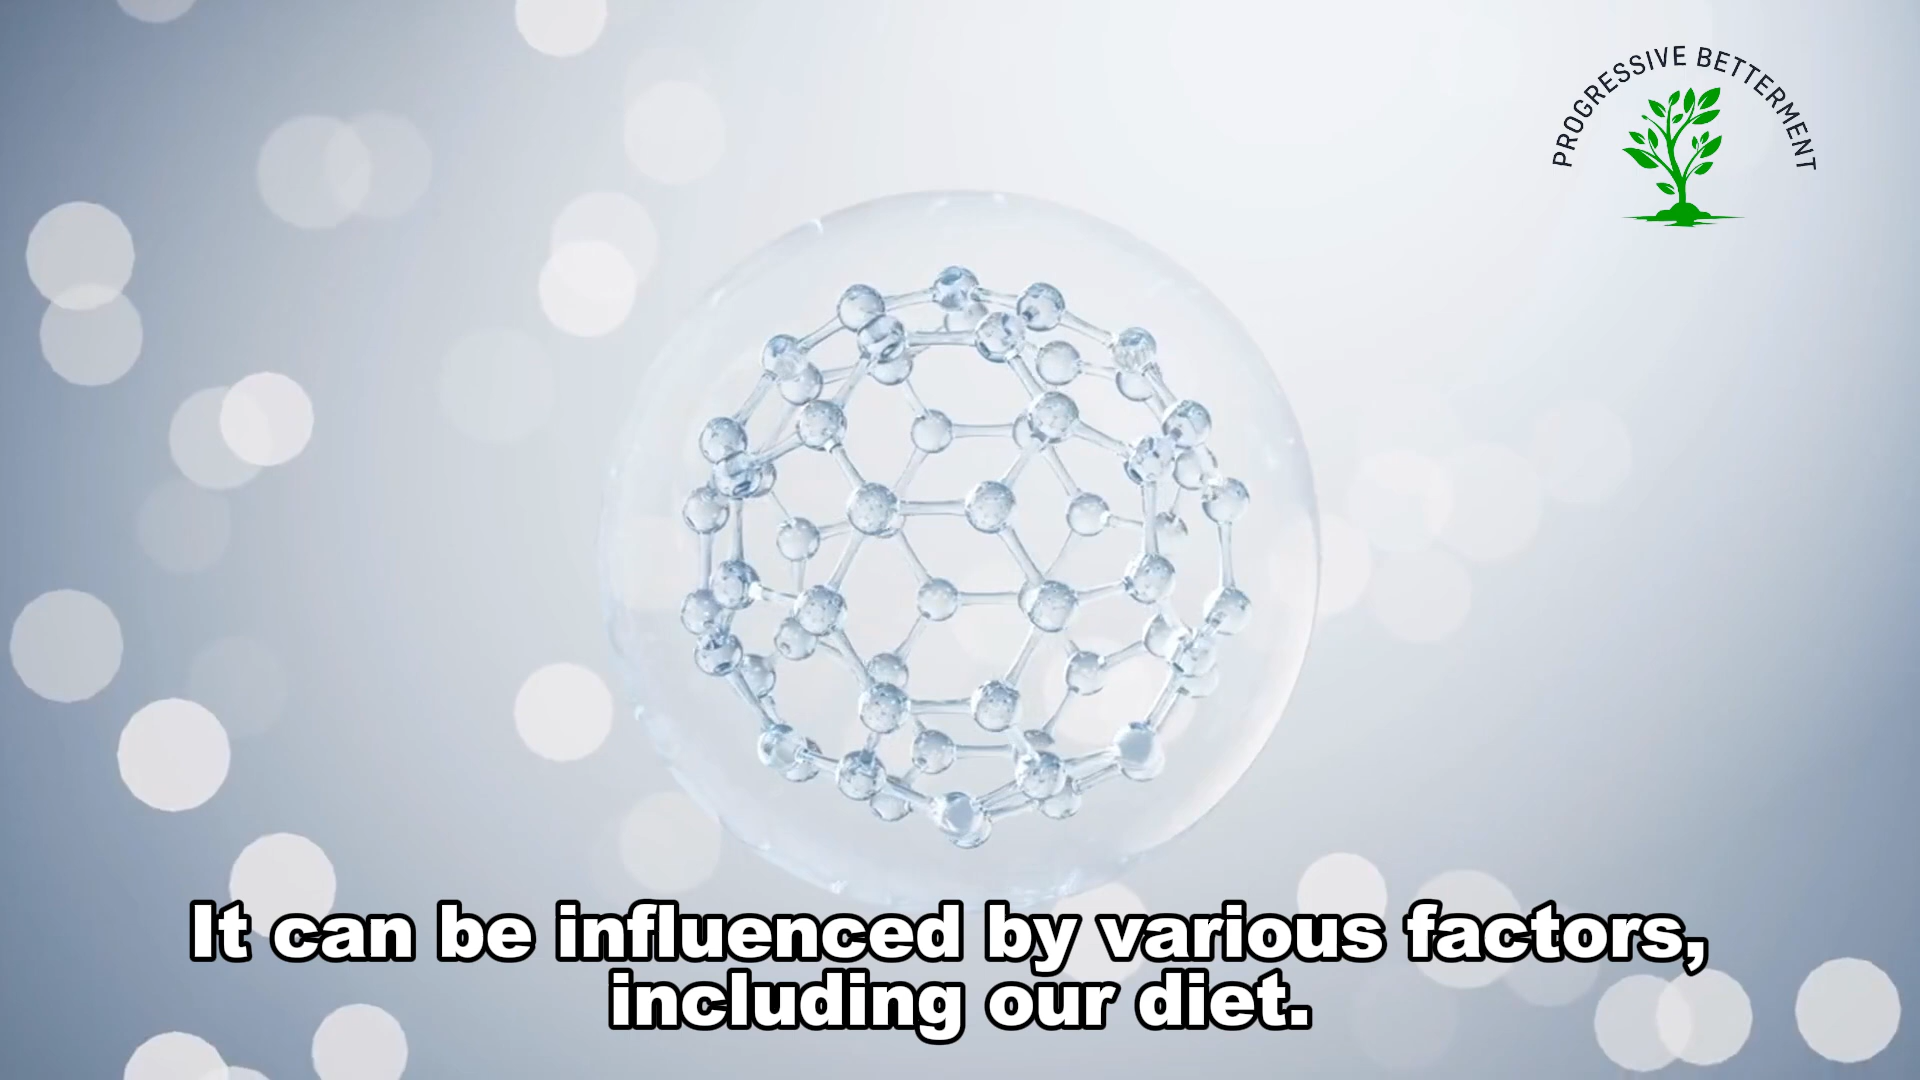 PROGRESSIVE BETTERMENT
It can be influenced by various factors,
including our diet.